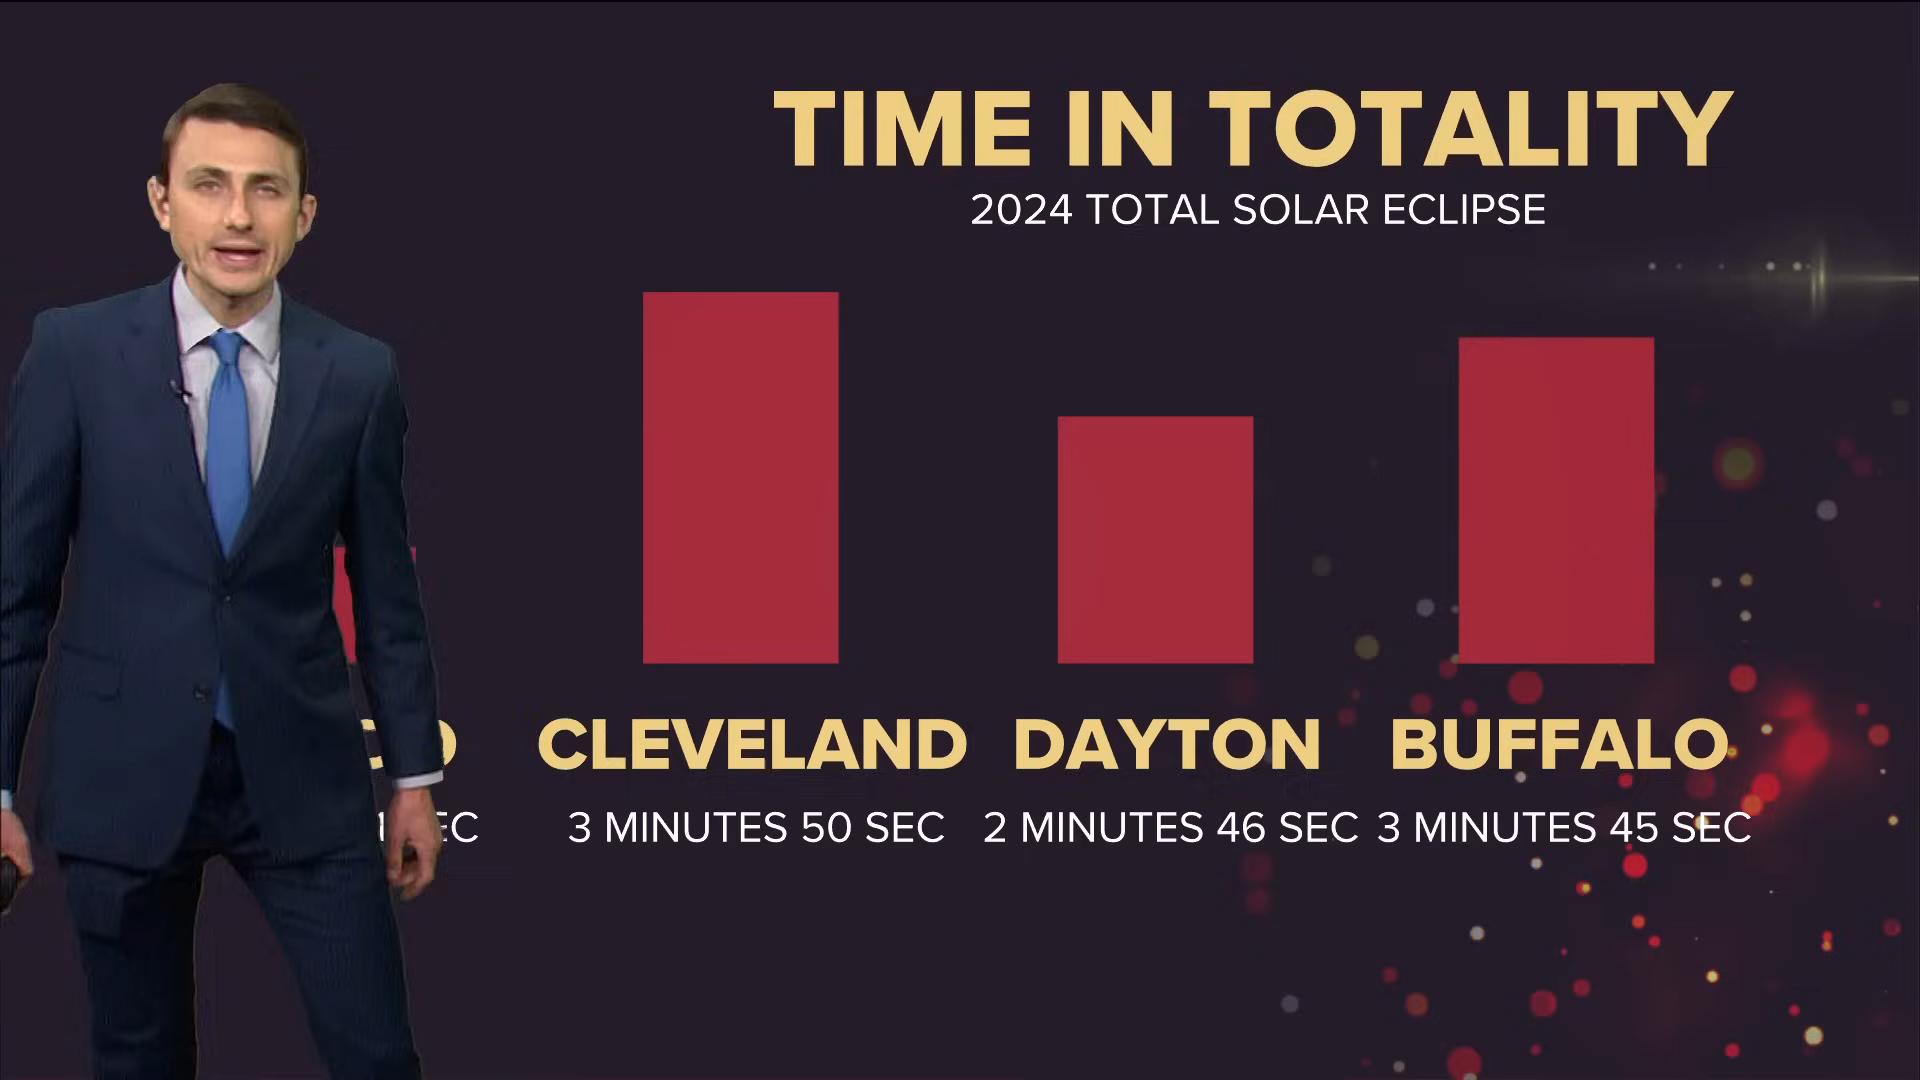 TIME IN TOTALITY
2024 TOTAL SOLAR ECLIPSE
CLEVELAND DAYTON BUFFALO
3 MINUTES 50 SEC 2 MINUTES 46 SEC 3 MINUTES 45 SEC